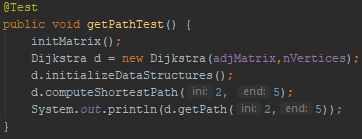 @Test
public void getPathTest() {
initMatrix();
Dijkstra d = new Dijkstra(adjMatrix,nVertices);
d.initializeDataStructures();
d.computeShortestPath( ini: 2, end: 5);
System.out.println(d.getPath( ini: 2, end: 5));
}